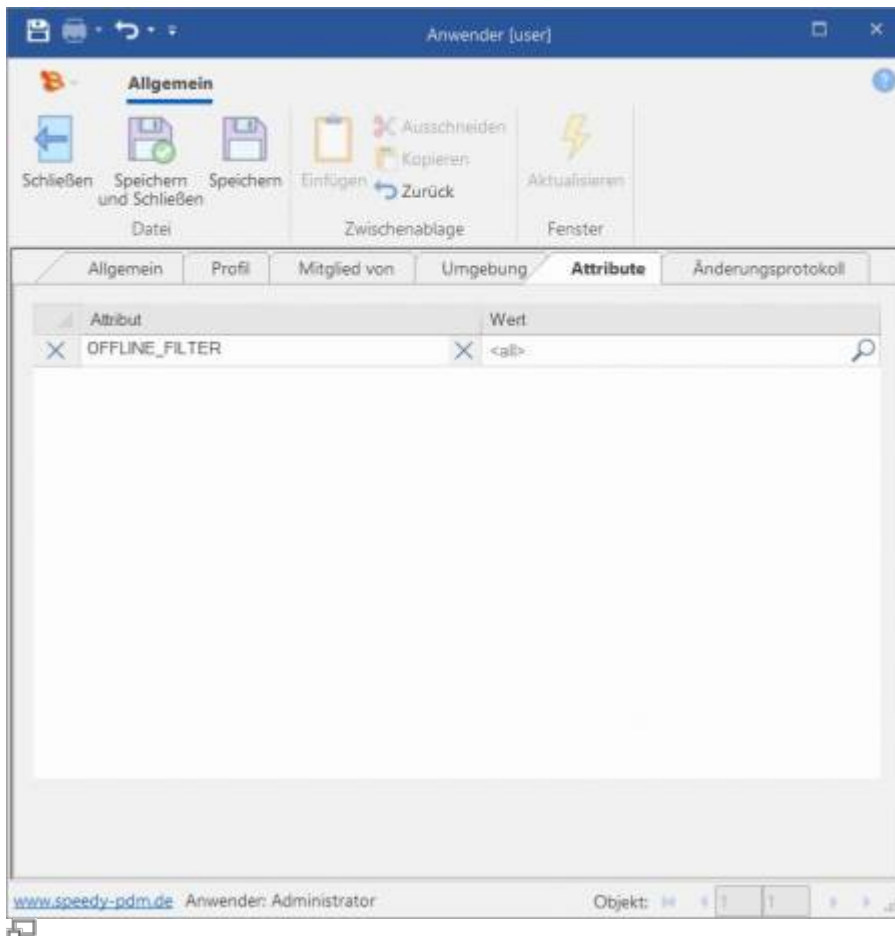 Anwender [user]
Allgemein
Schließen
Speichern und Schließen
Speichern
Einfügen
Ausschneiden
Kopieren
Zurück
Aktualisieren
Datei
Zwischenablage
Fenster
Allgemein
Profil
Mitglied von
Umgebung
Attribute
Änderungsprotokoll
Attribut
Wert
OFFLINE_FILTER
<all>
www.speedy-pdm.de
Anwender: Administrator
Objekt:
1
1